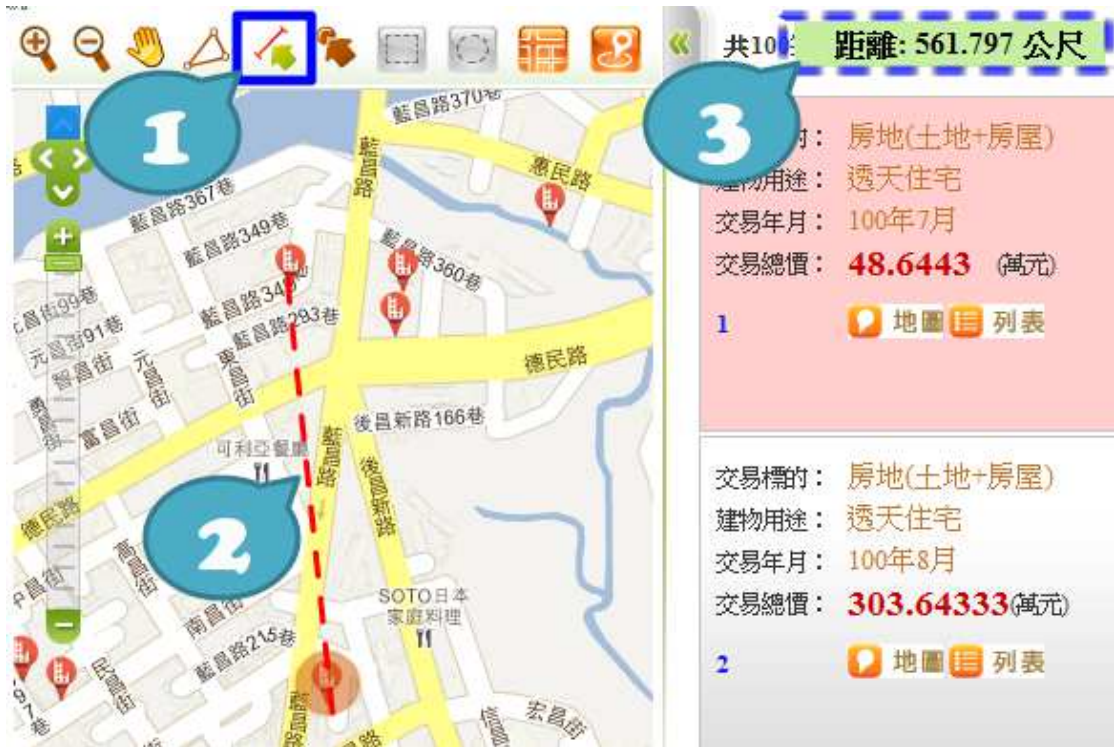 共10
距離: 561.797 公尺
1
3
藍昌路370巷
惠民路
藍昌路
藍昌路367巷
藍昌路349巷
藍昌路360巷
藍昌路34
藍昌路293巷
昌街99巷
元昌街91巷
智昌街
元昌街
東昌街
富昌街
德民路
後昌新路166巷
可利亞餐廳
藍昌路
後昌新路
德民路
2
高昌街
南昌街
SOTO日本
家庭料理
藍昌路215巷
民昌街
宏昌街
藍昌路
路
房地(土地+房屋)
建物用途： 透天住宅
交易年月： 100年7月
交易總價： 48.6443 (萬元)
1 地圖 列表
交易標的： 房地(土地+房屋)
建物用途： 透天住宅
交易年月： 100年8月
交易總價： 303.64333(萬元)
2 地圖 列表